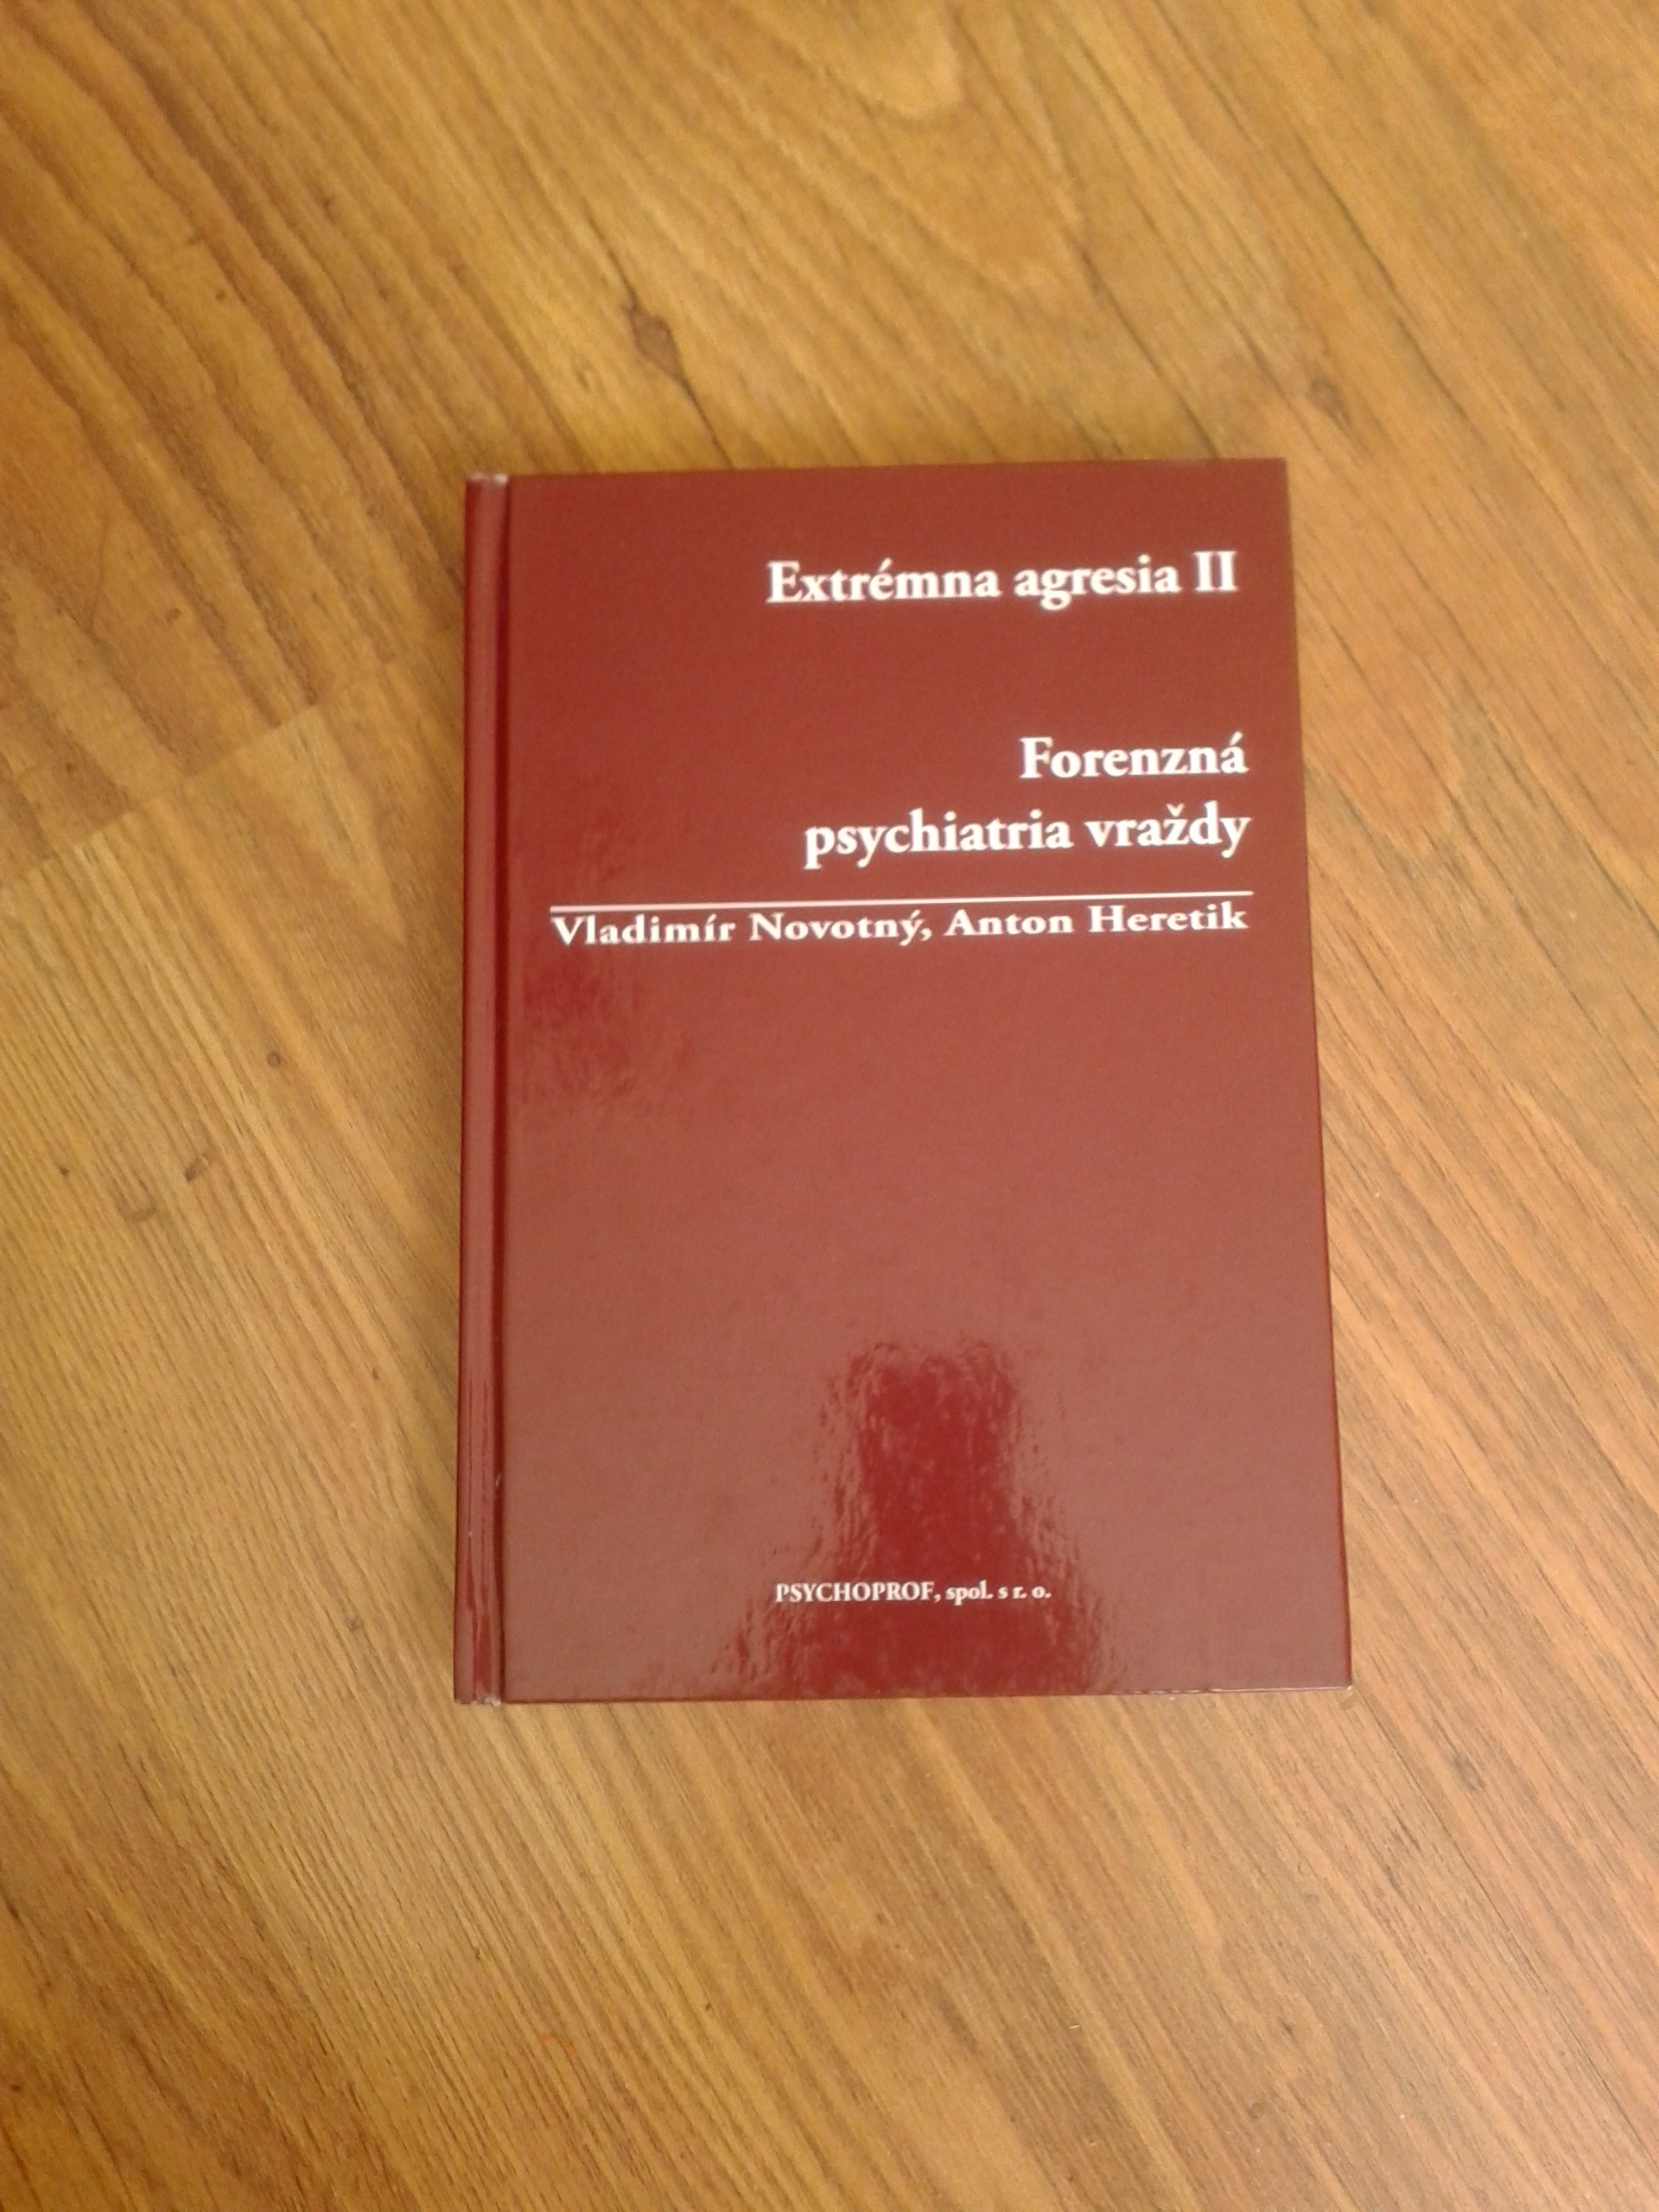 Extrémna agresia II
Forenzná
psychiatria vraždy
Vladimír Novotný, Anton Heretik
PSYCHOPROF, spol. s r. o.